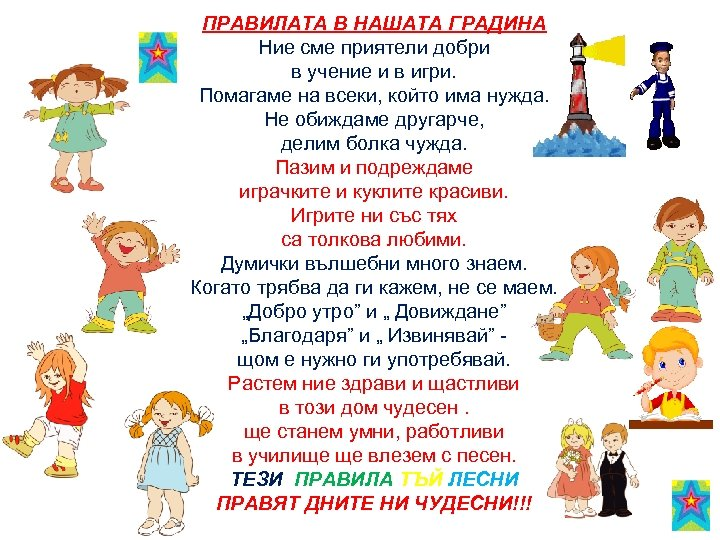 ПРАВИЛАТА В НАШАТА ГРАДИНА
Ние сме приятели добри
в учение и в игри.
Помагаме на всеки, който има нужда.
Не обиждаме другарче,
делим болка чужда.
Пазим и подреждаме
играчките и куклите красиви.
Игрите ни със тях
са толкова любими.
Думички вълшебни много знаем.
Когато трябва да ги кажем, не се маем.
„Добро утро” и „ Довиждане”
„Благодаря” и „ Извинявай” -
щом е нужно ги употребявай.
Растем ние здрави и щастливи
в този дом чудесен .
ще станем умни, работливи
в училище ще влезем с песен.
ТЕЗИ ПРАВИЛА ТЪЙ ЛЕСНИ
ПРАВЯТ ДНИТЕ НИ ЧУДЕСНИ!!!